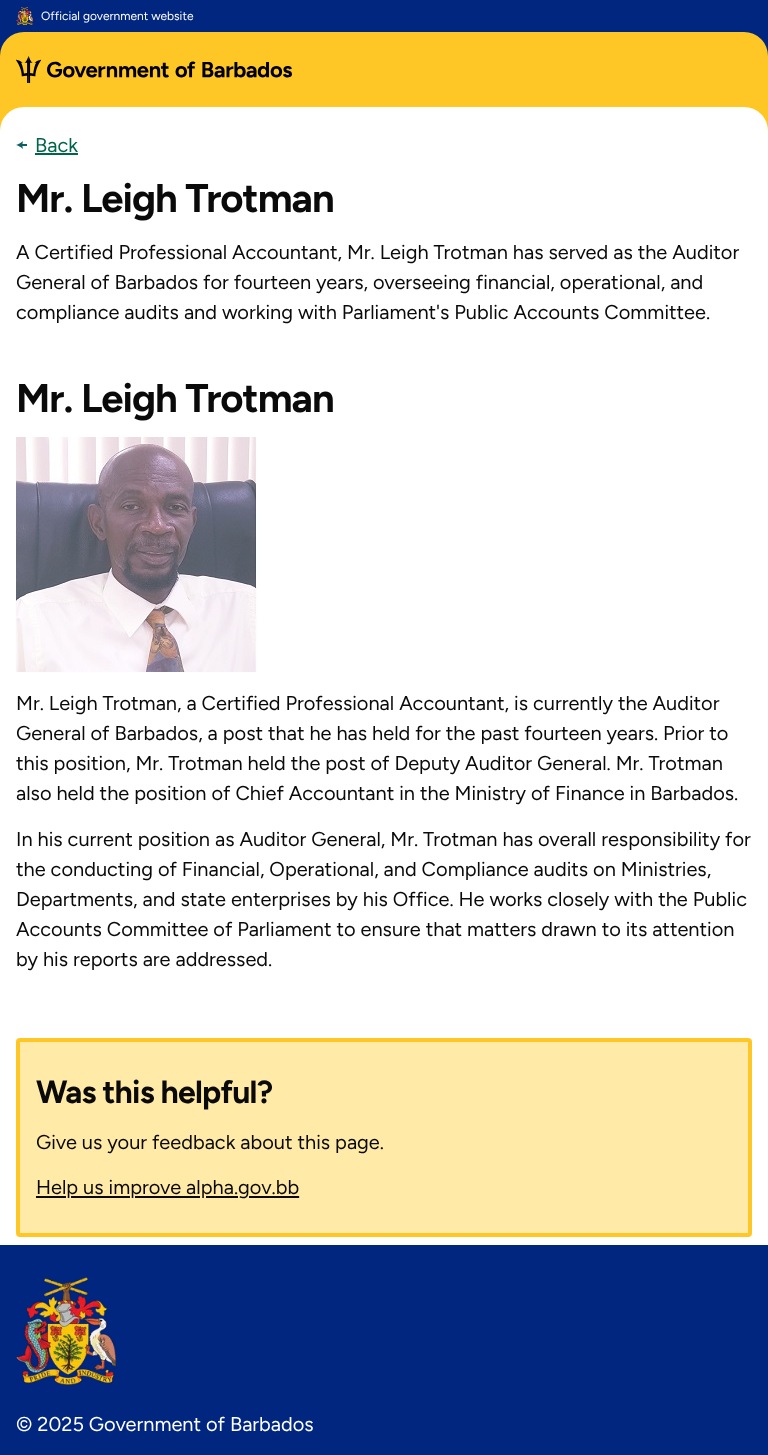 Official government website
Government of Barbados
Back
Mr. Leigh Trotman
A Certified Professional Accountant, Mr. Leigh Trotman has served as the Auditor
General of Barbados for fourteen years, overseeing financial, operational, and
compliance audits and working with Parliament's Public Accounts Committee.
Mr. Leigh Trotman
Mr. Leigh Trotman, a Certified Professional Accountant, is currently the Auditor
General of Barbados, a post that he has held for the past fourteen years. Prior to
this position, Mr. Trotman held the post of Deputy Auditor General. Mr. Trotman
also held the position of Chief Accountant in the Ministry of Finance in Barbados.
In his current position as Auditor General, Mr. Trotman has overall responsibility for
the conducting of Financial, Operational, and Compliance audits on Ministries,
Departments, and state enterprises by his Office. He works closely with the Public
Accounts Committee of Parliament to ensure that matters drawn to its attention
by his reports are addressed.
Was this helpful?
Give us your feedback about this page.
Help us improve alpha.gov.bb
PRIDE AND INDUSTRY
© 2025 Government of Barbados